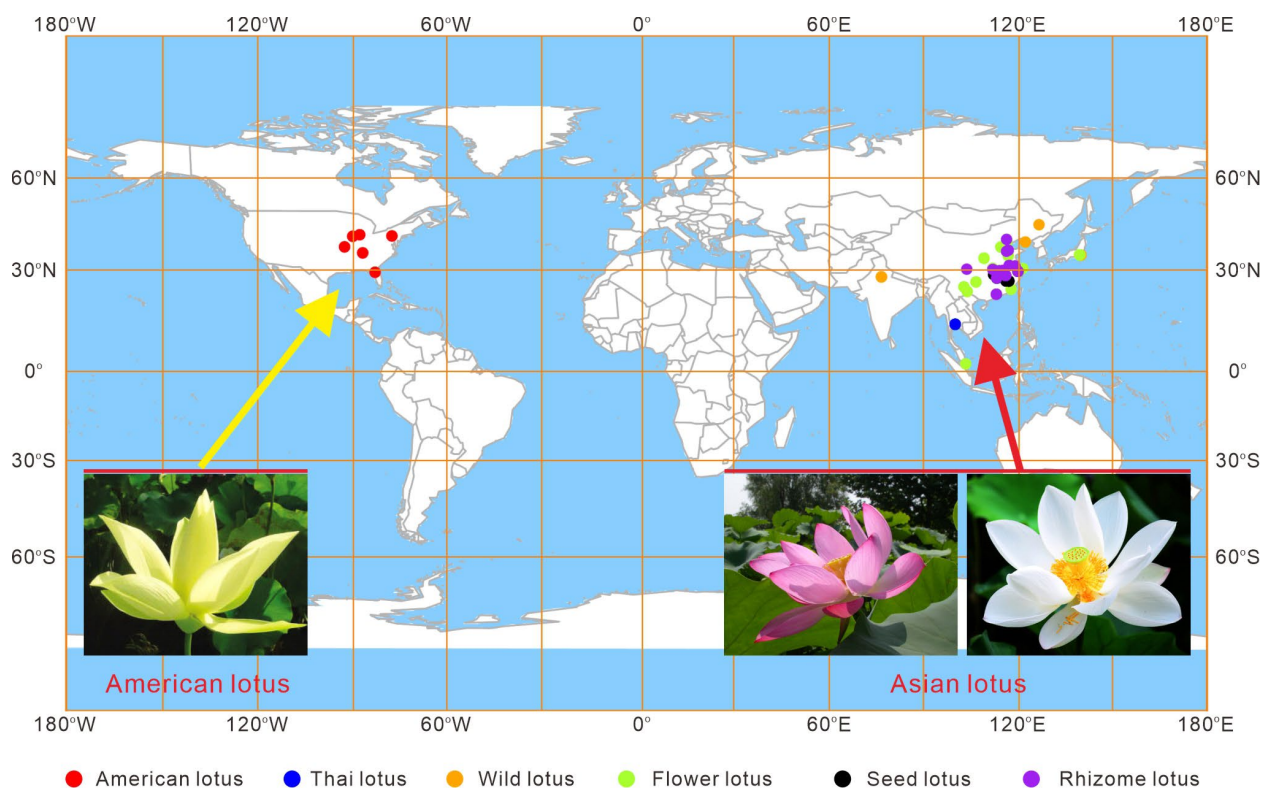 180°W 120°W 60°W 0° 60°E 120°E 180°E
60°N 60°N
30°N 30°N
0° 0°
30°S 30°S
60°S 60°S
American lotus Asian lotus
180°W 120°W 60°W 0° 60°E 120°E 180°E
American lotus Thai lotus Wild lotus Flower lotus Seed lotus Rhizome lotus